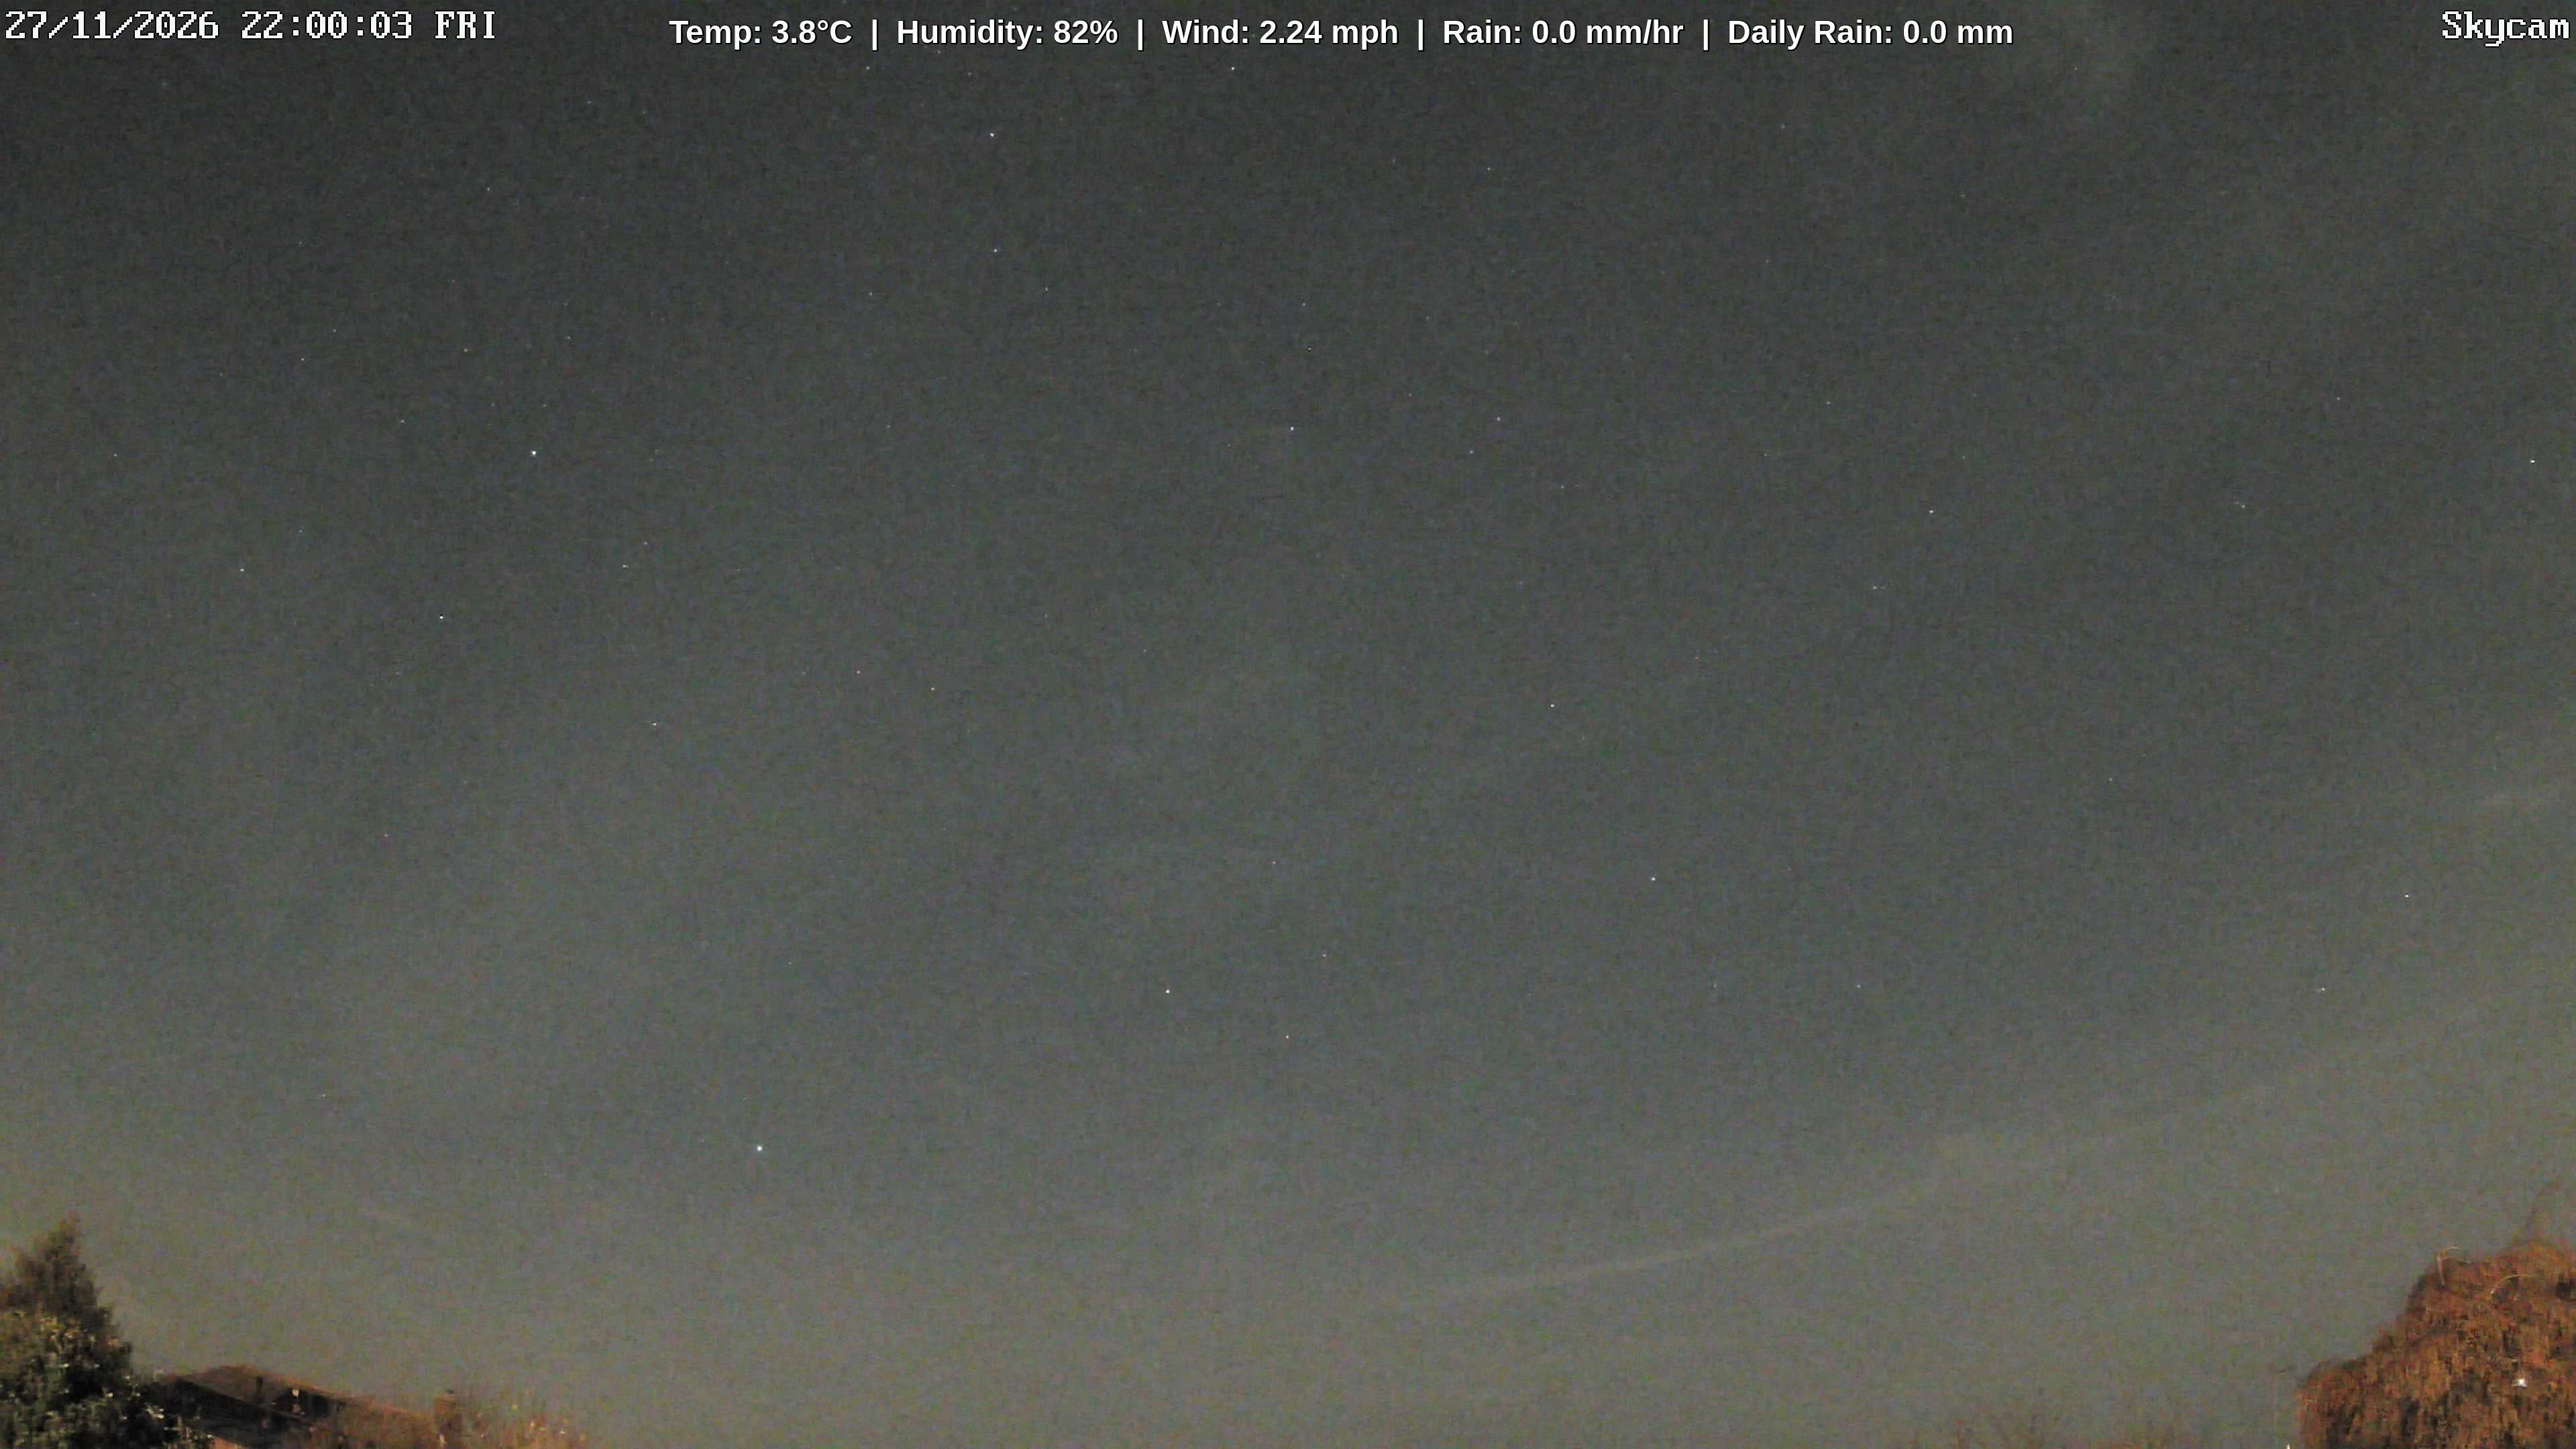 27/11/2026 22:00:03 FRI
Temp: 3.8°C | Humidity: 82% | Wind: 2.24 mph | Rain: 0.0 mm/hr | Daily Rain: 0.0 mm
Skycam